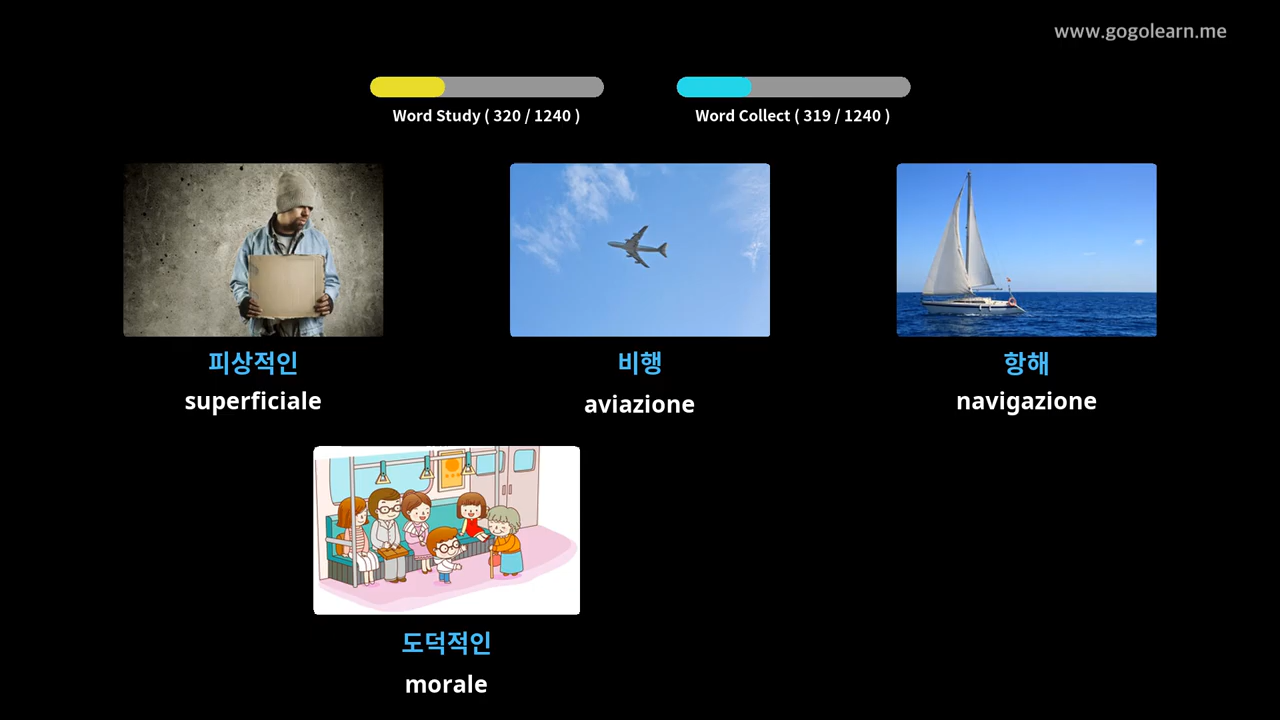 www.gogolearn.me
Word Study ( 320 / 1240 )
Word Collect ( 319 / 1240 )
피상적인
superficiale
비행
aviazione
항해
navigazione
도덕적인
morale